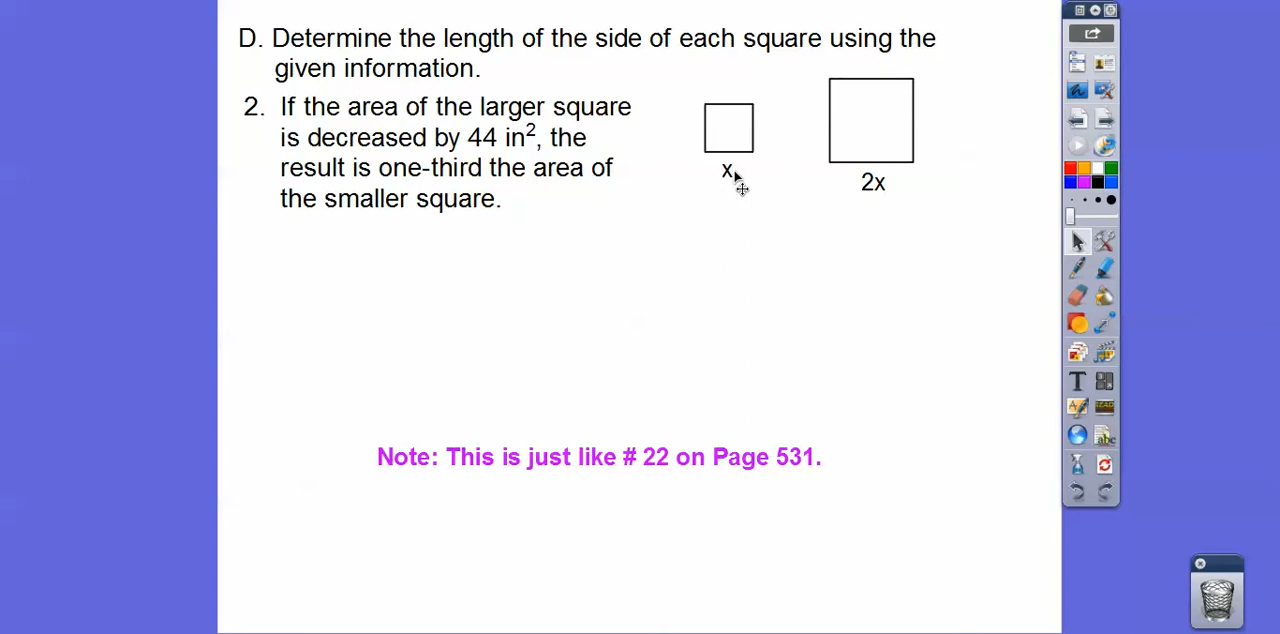 D. Determine the length of the side of each square using the
given information.
2. If the area of the larger square
is decreased by 44 in², the
result is one-third the area of
the smaller square.
x
2x
Note: This is just like # 22 on Page 531.